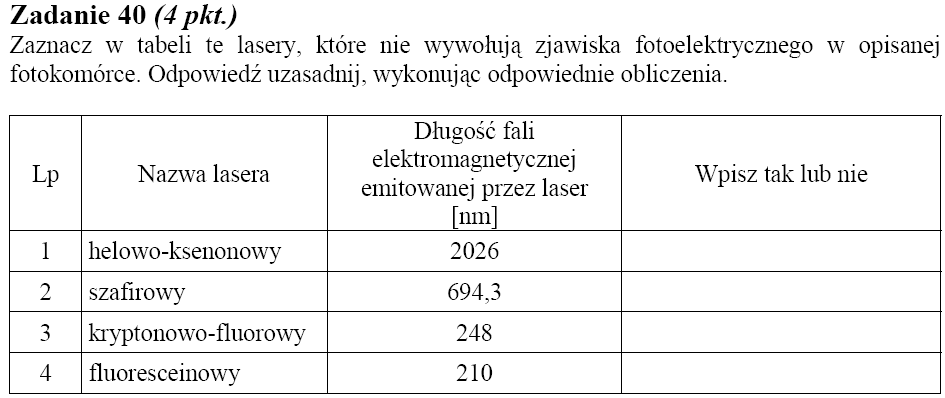 Zadanie 40 (4 pkt.)
Zaznacz w tabeli te lasery, które nie wywołują zjawiska fotoelektrycznego w opisanej
fotokomórce. Odpowiedź uzasadnij, wykonując odpowiednie obliczenia.
Lp
Nazwa lasera
Długość fali
elektromagnetycznej
emitowanej przez laser
[nm]
Wpisz tak lub nie
1 helowo-ksenonowy 2026
2 szafirowy 694,3
3 kryptonowo-fluorowy 248
4 fluoresceinowy 210